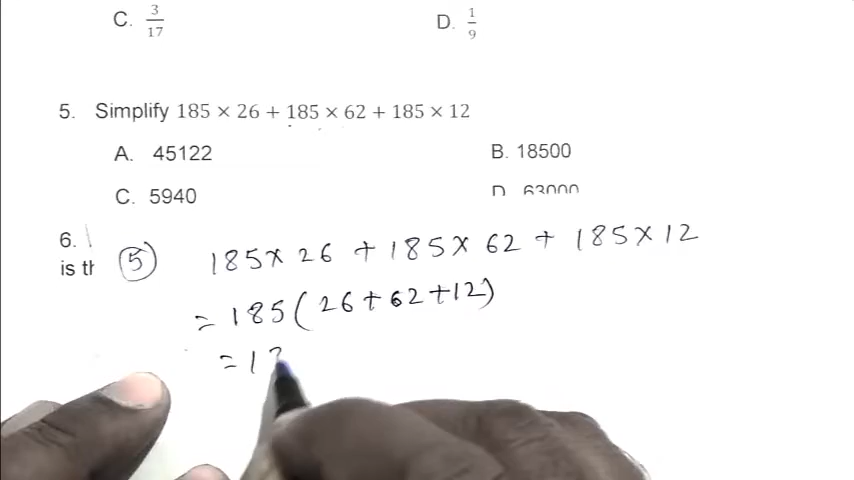 C. 3/17 D. 1/9
5. Simplify 185 × 26 + 185 × 62 + 185 × 12
A. 45122 B. 18500
C. 5940 D. 63000
6.
is th
⑤ 185 × 26 + 185 × 62 + 185 × 12
= 185 ( 26 + 62 + 12 )
= 1